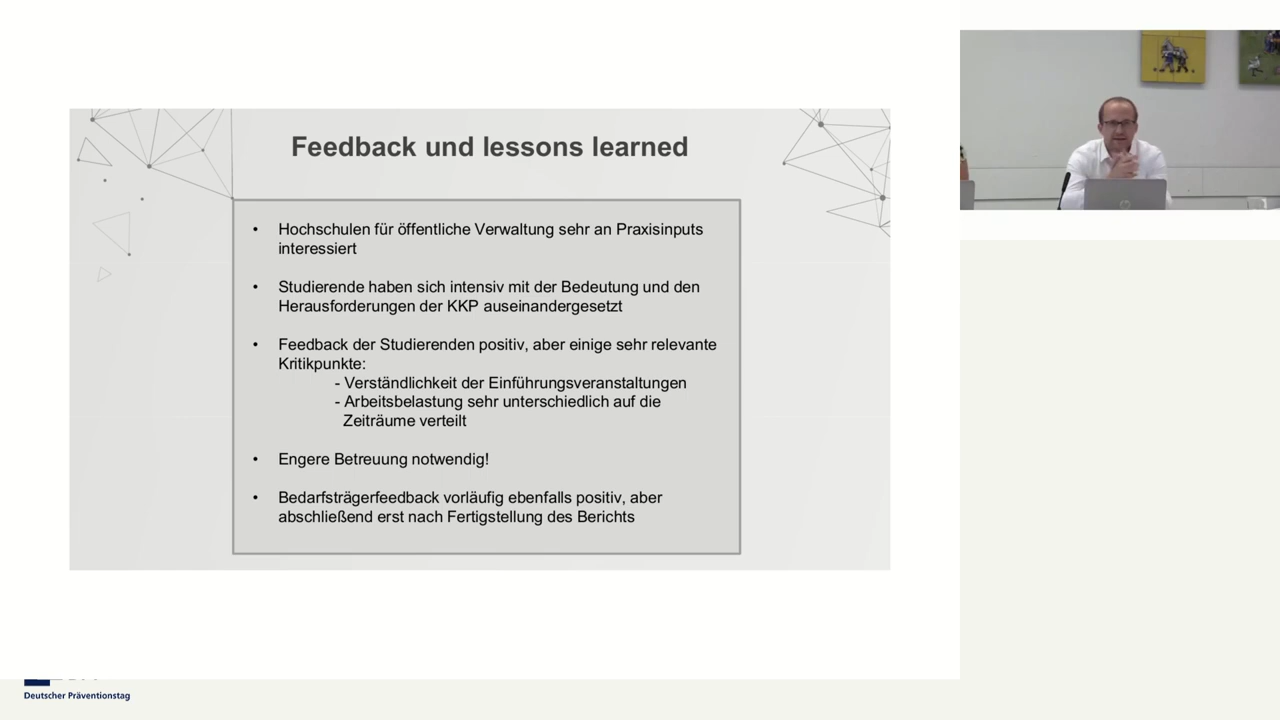 Feedback und lessons learned
• Hochschulen für öffentliche Verwaltung sehr an Praxisinputs
interessiert
• Studierende haben sich intensiv mit der Bedeutung und den
Herausforderungen der KKP auseinandergesetzt
• Feedback der Studierenden positiv, aber einige sehr relevante
Kritikpunkte:
- Verständlichkeit der Einführungsveranstaltungen
- Arbeitsbelastung sehr unterschiedlich auf die
Zeiträume verteilt
• Engere Betreuung notwendig!
• Bedarfsträgerfeedback vorläufig ebenfalls positiv, aber
abschließend erst nach Fertigstellung des Berichts
Deutscher Präventionstag